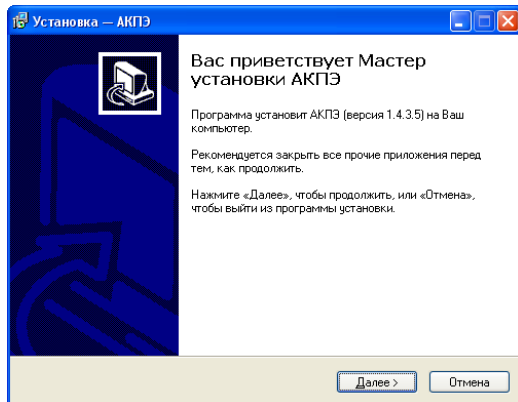 Установка — АКПЭ
Вас приветствует Мастер
установки АКПЭ
Программа установит АКПЭ (версия 1.4.3.5) на Ваш
компьютер.
Рекомендуется закрыть все прочие приложения перед
тем, как продолжить.
Нажмите «Далее», чтобы продолжить, или «Отмена»,
чтобы выйти из программы установки.
Далее >
Отмена